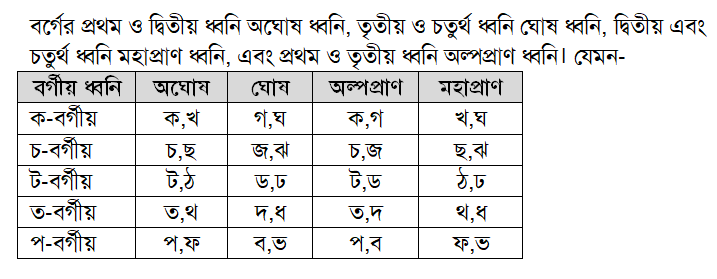 বর্গের প্রথম ও দ্বিতীয় ধ্বনি অঘোষ ধ্বনি, তৃতীয় ও চতুর্থ ধ্বনি ঘোষ ধ্বনি, দ্বিতীয় এবং
চতুর্থ ধ্বনি মহাপ্রাণ ধ্বনি, এবং প্রথম ও তৃতীয় ধ্বনি অল্পপ্রাণ ধ্বনি। যেমন-
বর্গীয় ধ্বনি অঘোষ ঘোষ অল্পপ্রাণ মহাপ্রাণ
ক-বর্গীয় ক,খ গ,ঘ ক,গ খ,ঘ
চ-বর্গীয় চ,ছ জ,ঝ চ,জ ছ,ঝ
ট-বর্গীয় ট,ঠ ড,ঢ ট,ড ঠ,ঢ
ত-বর্গীয় ত,থ দ,ধ ত,দ থ,ধ
প-বর্গীয় প,ফ ব,ভ প,ব ফ,ভ